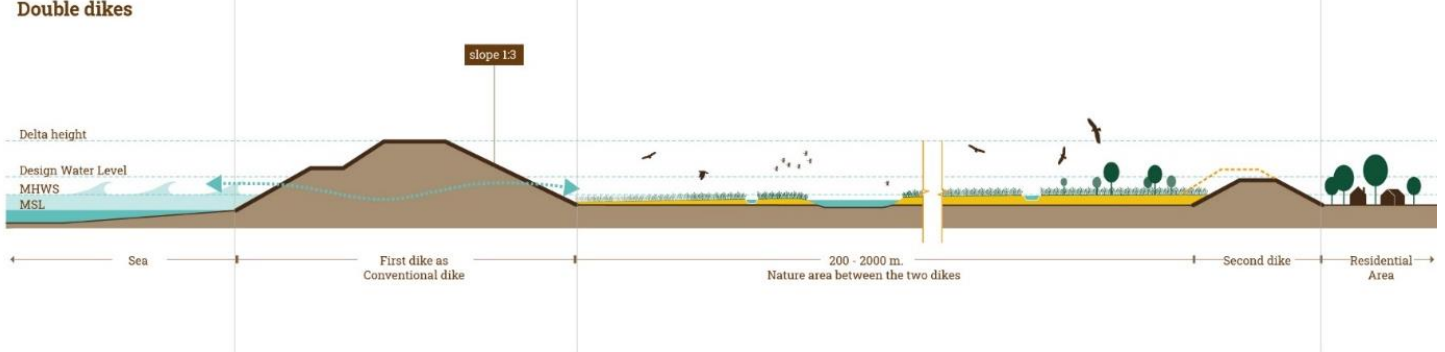 Double dikes
slope 1:3
Delta height
Design Water Level
MHWS
MSL
Sea
First dike as
Conventional dike
200 - 2000 m.
Nature area between the two dikes
Second dike
Residential
Area